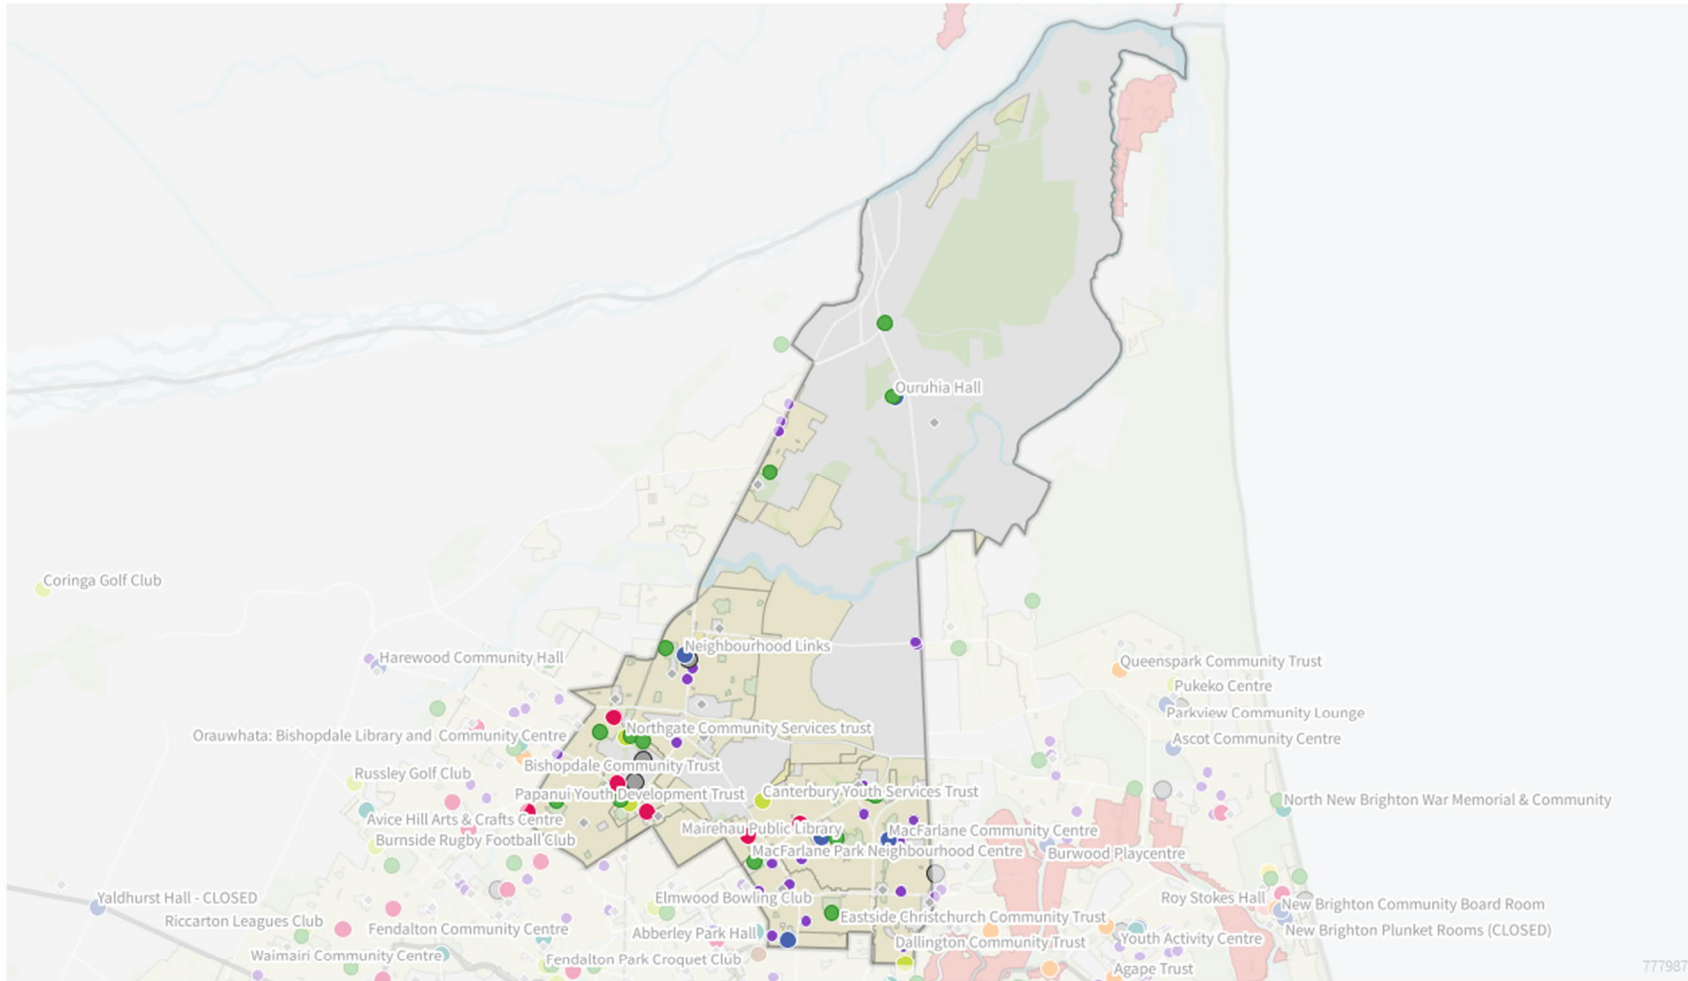 Ouruhia Hall
Coringa Golf Club
Neighbourhood Links
Harewood Community Hall
Queenspark Community Trust
Pukeko Centre
Parkview Community Lounge
Northgate Community Services trust
Orauwhata: Bishopdale Library and Community Centre
Ascot Community Centre
Bishopdale Community Trust
Russley Golf Club
Papanui Youth Development Trust
Canterbury Youth Services Trust
North New Brighton War Memorial & Community
Avice Hill Arts & Crafts Centre
Mairehau Public Library
MacFarlane Community Centre
Burnside Rugby Football Club
MacFarlane Park Neighbourhood Centre
Burwood Playcentre
Yaldhurst Hall - CLOSED
Elmwood Bowling Club
Roy Stokes Hall
New Brighton Community Board Room
Riccarton Leagues Club
Eastside Christchurch Community Trust
Fendalton Community Centre
Abberley Park Hall
New Brighton Plunket Rooms (CLOSED)
Dallington Community Trust
Youth Activity Centre
Waimairi Community Centre
Fendalton Park Croquet Club
Agape Trust
777987